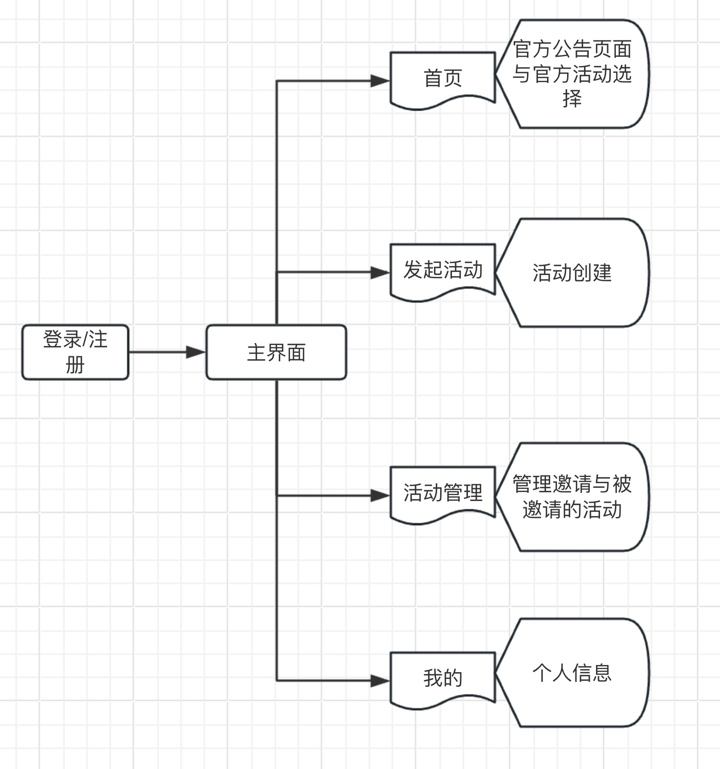 首页
官方公告页面
与官方活动选
择
发起活动
活动创建
登录/注
册
主界面
活动管理
管理邀请与被
邀请的活动
我的
个人信息